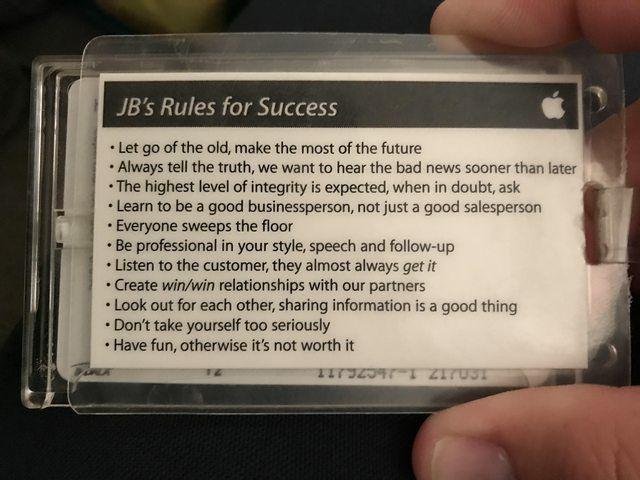 JB's Rules for Success
• Let go of the old, make the most of the future
• Always tell the truth, we want to hear the bad news sooner than later
• The highest level of integrity is expected, when in doubt, ask
• Learn to be a good businessperson, not just a good salesperson
• Everyone sweeps the floor
• Be professional in your style, speech and follow-up
• Listen to the customer, they almost always get it
• Create win/win relationships with our partners
• Look out for each other, sharing information is a good thing
• Don't take yourself too seriously
• Have fun, otherwise it's not worth it